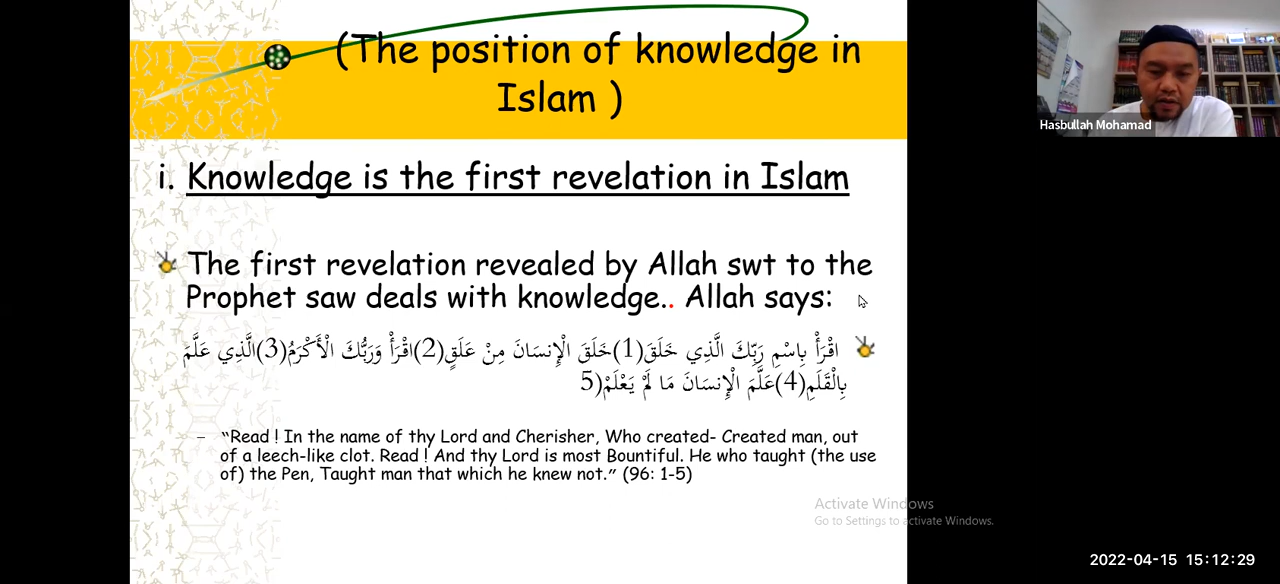 (The position of knowledge in
Islam )
i. Knowledge is the first revelation in Islam
The first revelation revealed by Allah swt to the
Prophet saw deals with knowledge.. Allah says:
اقْرَأْ بِاسْمِ رَبِّكَ الَّذِي خَلَقَ(1)خَلَقَ الْإِنسَانَ مِنْ عَلَقٍ(2)اقْرَأْ وَرَبُّكَ الْأَكْرَمُ(3)الَّذِي عَلَّمَ
بِالْقَلَمِ(4)عَلَّمَ الْإِنسَانَ مَا لَمْ يَعْلَمْ(5
– “Read ! In the name of thy Lord and Cherisher, Who created- Created man, out
of a leech-like clot. Read ! And thy Lord is most Bountiful. He who taught (the use
of) the Pen, Taught man that which he knew not.” (96: 1-5)
Activate Windows
Go to Settings to activate Windows.
Hasbullah Mohamad
2022-04-15 15:12:29